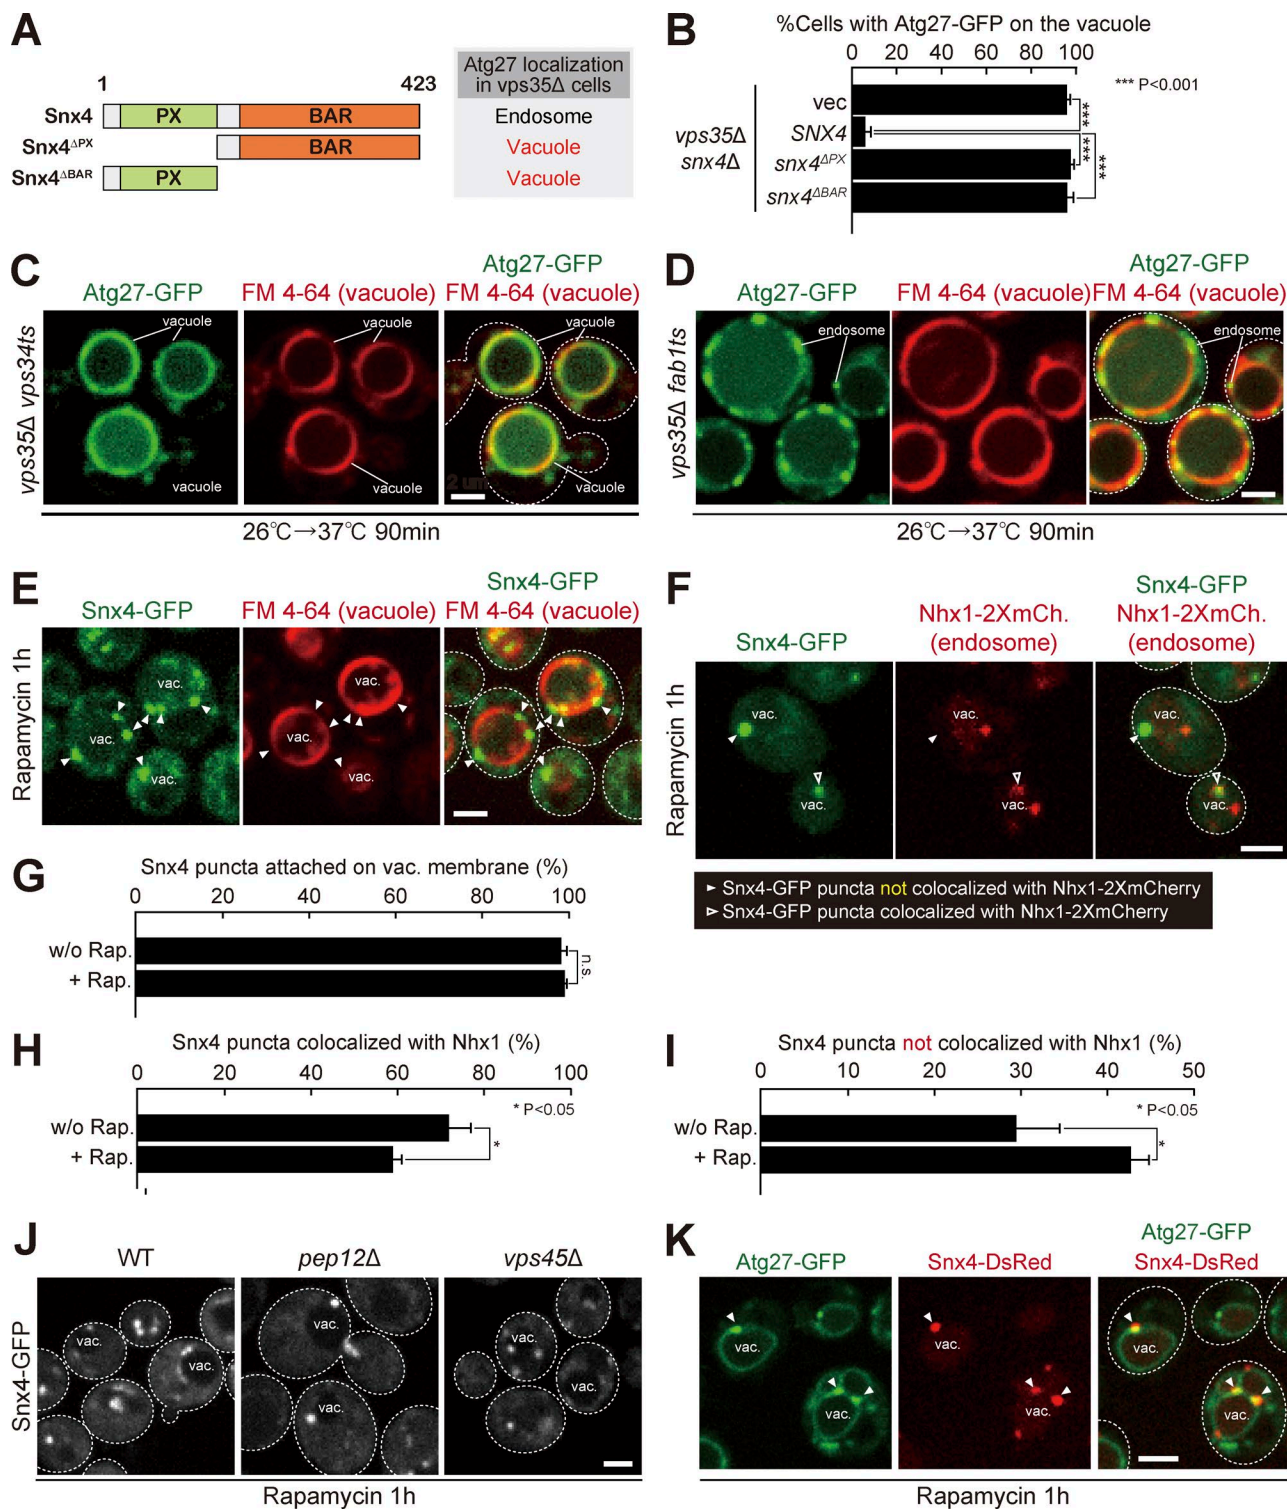 A
1 423
Snx4 PX BAR
Snx4ΔPX BAR
Snx4ΔBAR PX
Atg27 localization
in vps35Δ cells
Endosome
Vacuole
Vacuole
B
%Cells with Atg27-GFP on the vacuole
0 20 40 60 80 100
*** P<0.001
vps35Δ
snx4Δ
vec
SNX4
snx4ΔPX
snx4ΔBAR
***
***
***
C
Atg27-GFP
FM 4-64 (vacuole)
Atg27-GFP
FM 4-64 (vacuole)
vps35Δ vps34ts
vacuole
vacuole
vacuole
vacuole
vacuole
vacuole
2 um
26℃→37℃ 90min
D
Atg27-GFP
FM 4-64 (vacuole)
Atg27-GFP
FM 4-64 (vacuole)
vps35Δ fab1ts
endosome
endosome
26℃→37℃ 90min
E
Snx4-GFP
FM 4-64 (vacuole)
Snx4-GFP
FM 4-64 (vacuole)
Rapamycin 1h
vac.
vac.
vac.
vac.
vac.
vac.
F
Snx4-GFP
Nhx1-2XmCh.
(endosome)
Snx4-GFP
Nhx1-2XmCh.
(endosome)
Rapamycin 1h
vac.
vac.
vac.
vac.
vac.
vac.
Snx4-GFP puncta not colocalized with Nhx1-2XmCherry
Snx4-GFP puncta colocalized with Nhx1-2XmCherry
G
Snx4 puncta attached on vac. membrane (%)
0 20 40 60 80 100
w/o Rap.
+ Rap.
n.s.
H
Snx4 puncta colocalized with Nhx1 (%)
0 20 40 60 80 100
* P<0.05
w/o Rap.
+ Rap.
*
I
Snx4 puncta not colocalized with Nhx1 (%)
0 10 20 30 40 50
* P<0.05
w/o Rap.
+ Rap.
*
J
WT
pep12Δ
vps45Δ
Snx4-GFP
vac.
vac.
vac.
vac.
vac.
vac.
Rapamycin 1h
K
Atg27-GFP
Snx4-DsRed
Atg27-GFP
Snx4-DsRed
vac.
vac.
vac.
vac.
vac.
vac.
Rapamycin 1h